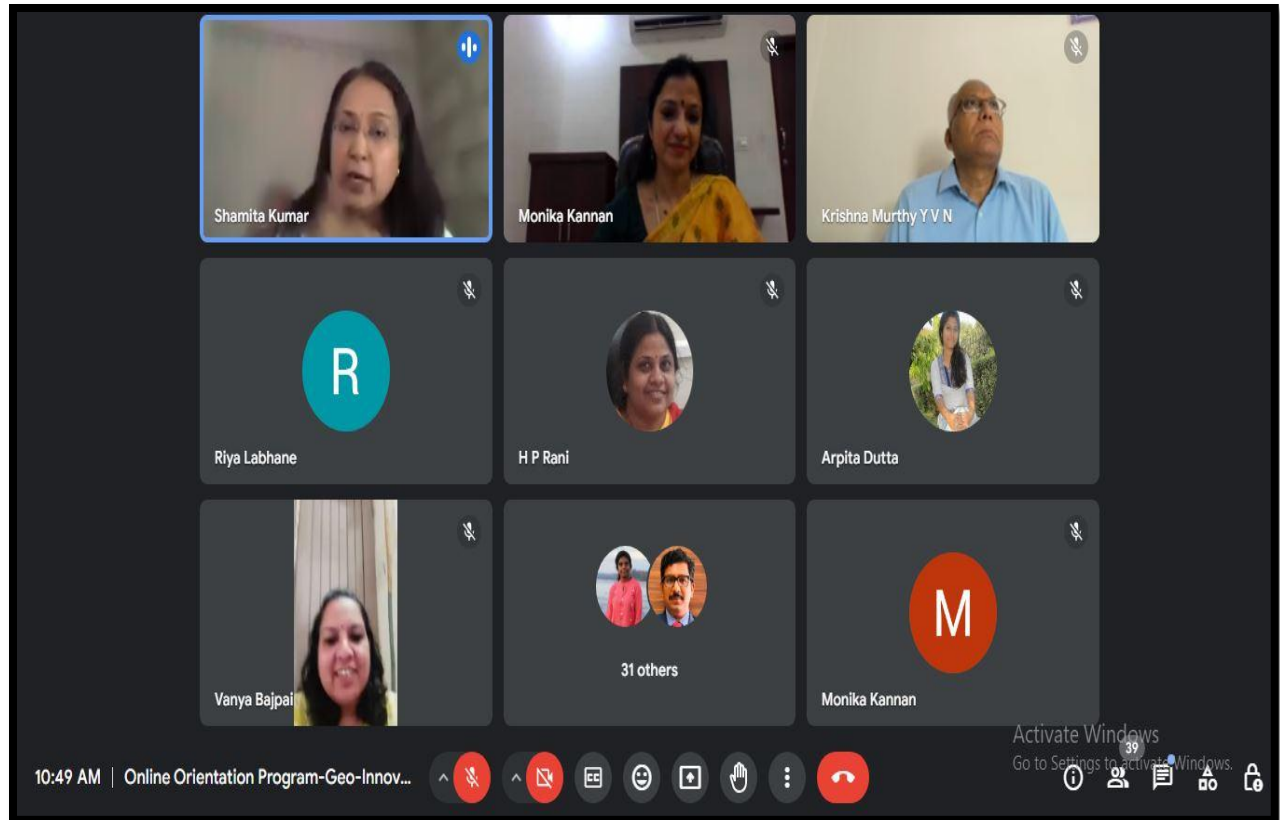 Shamita Kumar
Monika Kannan
Krishna Murthy Y V N
R
Riya Labhane
H P Rani
Arpita Dutta
Vanya Bajpai
31 others
M
Monika Kannan
Activate Windows
Go to Settings to activate Windows.
39
10:49 AM | Online Orientation Program-Geo-Innov...
CC